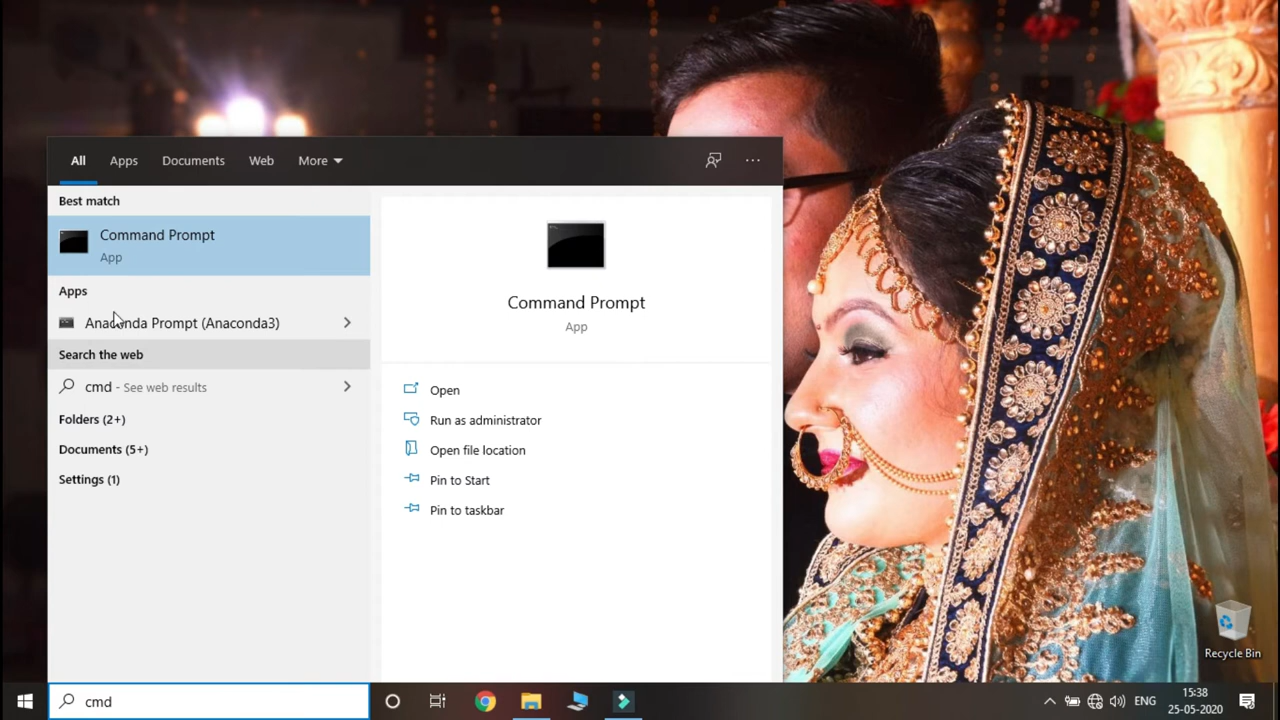 All
Apps
Documents
Web
More
Best match
Command Prompt
App
Apps
Anaconda Prompt (Anaconda3)
Search the web
cmd - See web results
Folders (2+)
Documents (5+)
Settings (1)
Command Prompt
App
Open
Run as administrator
Open file location
Pin to Start
Pin to taskbar
Recycle Bin
cmd
ENG
15:38
25-05-2020